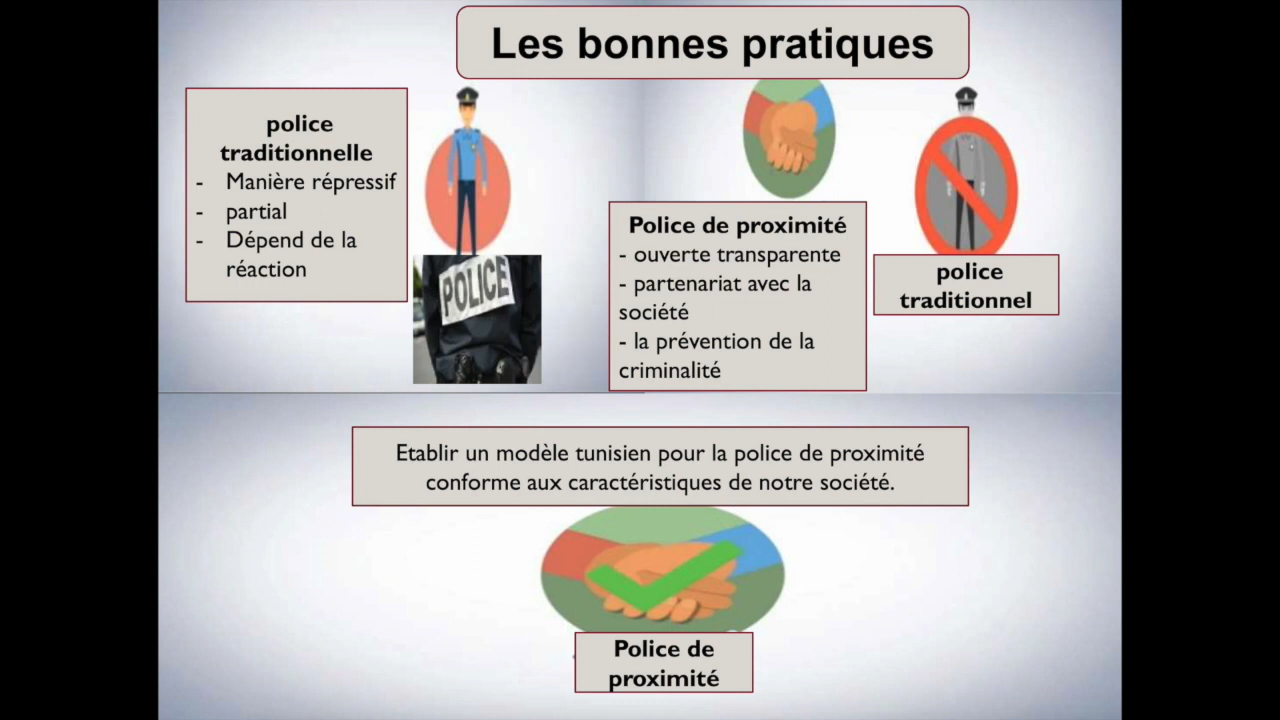 Les bonnes pratiques
police
traditionnelle
- Manière répressif
- partial
- Dépend de la
réaction
POLICE
Police de proximité
- ouverte transparente
- partenariat avec la
société
- la prévention de la
criminalité
police
traditionnel
Etablir un modèle tunisien pour la police de proximité
conforme aux caractéristiques de notre société.
Police de
proximité